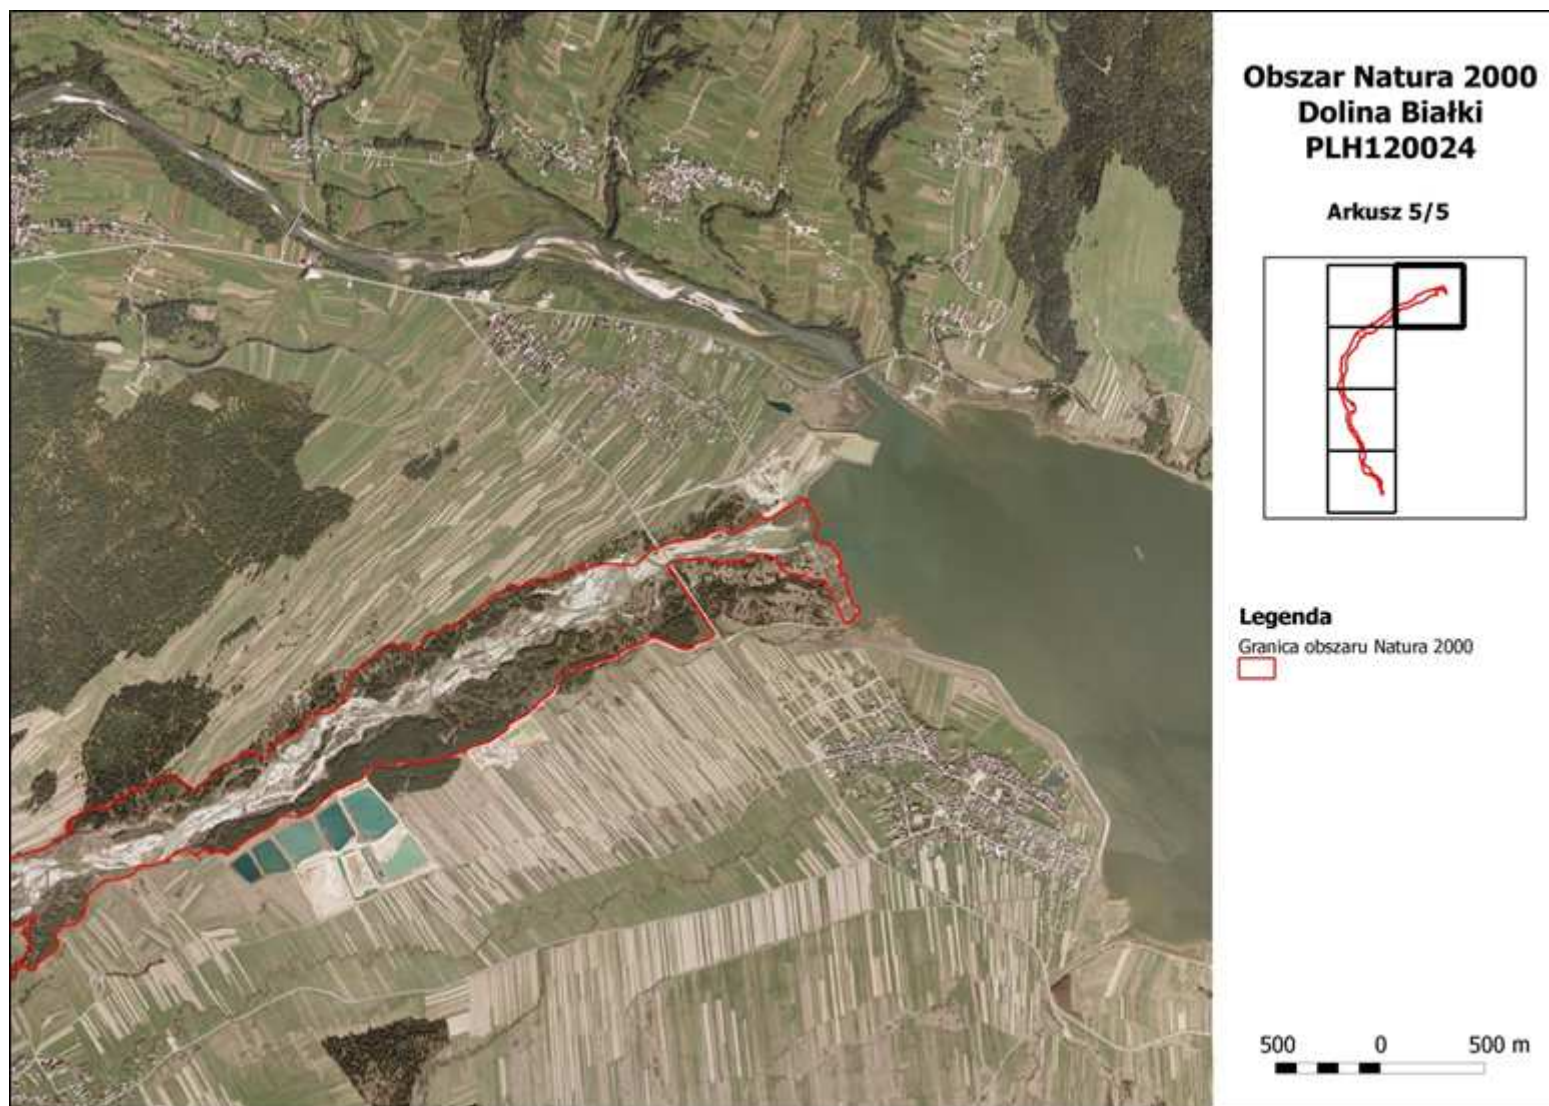 Obszar Natura 2000
Dolina Białki
PLH120024
Arkusz 5/5
Legenda
Granica obszaru Natura 2000
500 0 500 m